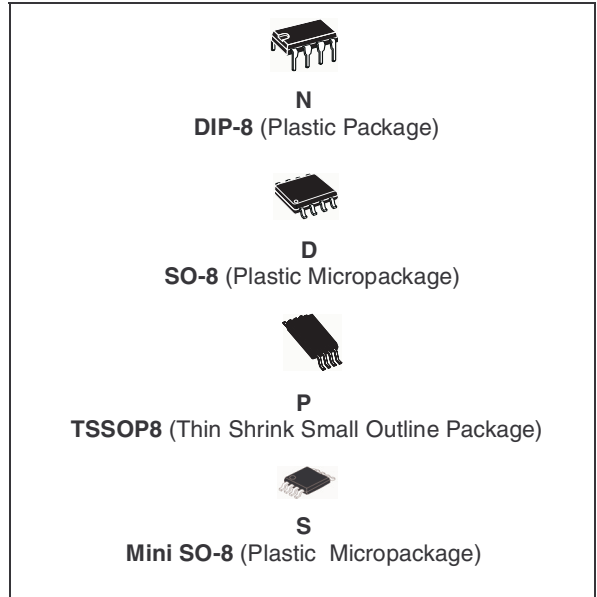 N
DIP-8 (Plastic Package)
D
SO-8 (Plastic Micropackage)
P
TSSOP8 (Thin Shrink Small Outline Package)
S
Mini SO-8 (Plastic Micropackage)